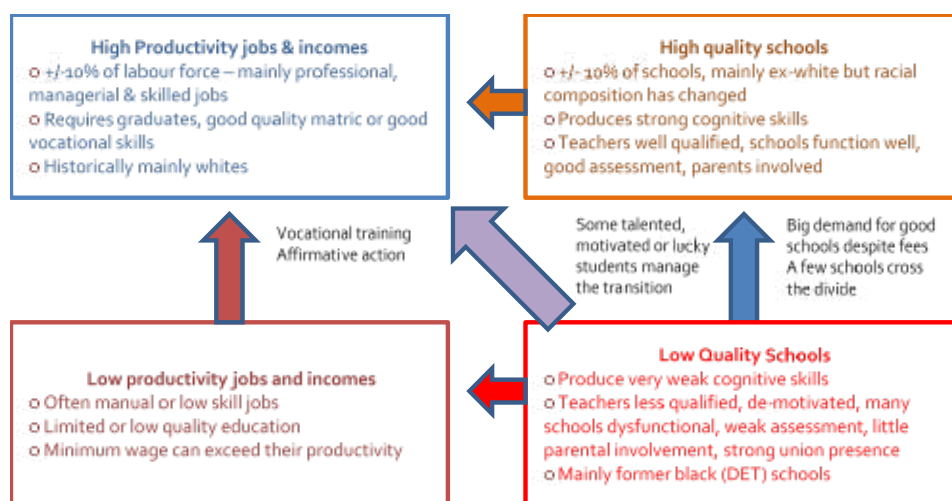 High Productivity jobs & incomes
o +/-10% of labour force – mainly professional,
managerial & skilled jobs
o Requires graduates, good quality matric or good
vocational skills
o Historically mainly whites
High quality schools
o +/- 10% of schools, mainly ex-white but racial
composition has changed
o Produces strong cognitive skills
o Teachers well qualified, schools function well,
good assessment, parents involved
Vocational training
Affirmative action
Some talented,
motivated or lucky
students manage
the transition
Big demand for good
schools despite fees
A few schools cross
the divide
Low productivity jobs and incomes
o Often manual or low skill jobs
o Limited or low quality education
o Minimum wage can exceed their productivity
Low Quality Schools
o Produce very weak cognitive skills
o Teachers less qualified, de-motivated, many
schools dysfunctional, weak assessment, little
parental involvement, strong union presence
o Mainly former black (DET) schools